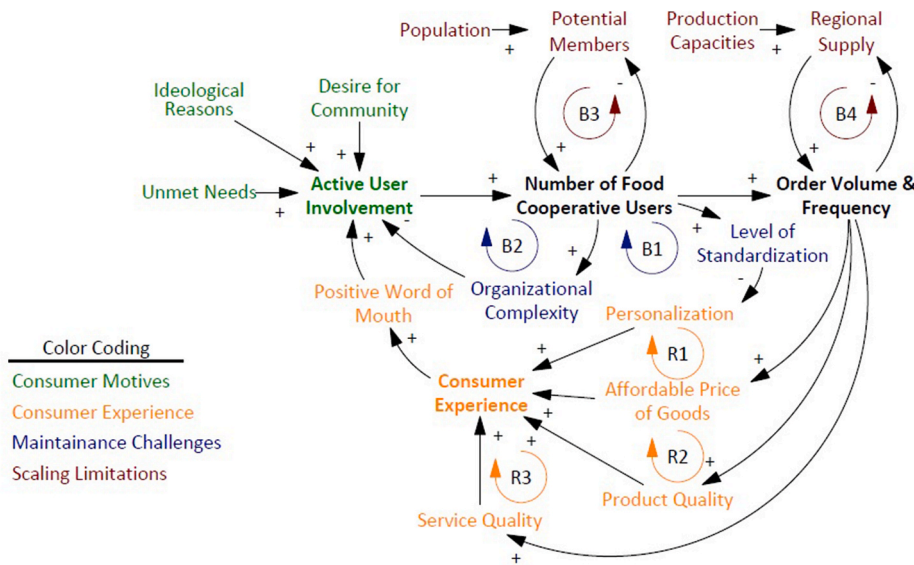 Population
+
Potential
Members
Production
Capacities
+
Regional
Supply
Ideological
Reasons
Desire for
Community
-
B3
-
B4
+
+
+
+
Unmet Needs
+
Active User
Involvement
+
Number of Food
Cooperative Users
+
Order Volume &
Frequency
-
+
B2
+
B1
+
Level of
Standardization
-
Organizational
Complexity
Positive Word of
Mouth
Personalization
+
+
R1
+
Consumer
Experience
Affordable Price
of Goods
+
+
+
R2
+
R3
Product Quality
Service Quality
+
Color Coding
Consumer Motives
Consumer Experience
Maintainance Challenges
Scaling Limitations